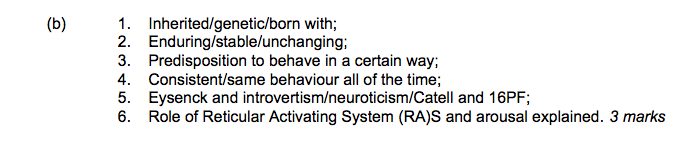 (b) 1. Inherited/genetic/born with;
2. Enduring/stable/unchanging;
3. Predisposition to behave in a certain way;
4. Consistent/same behaviour all of the time;
5. Eysenck and introvertism/neuroticism/Catell and 16PF;
6. Role of Reticular Activating System (RA)S and arousal explained. 3 marks